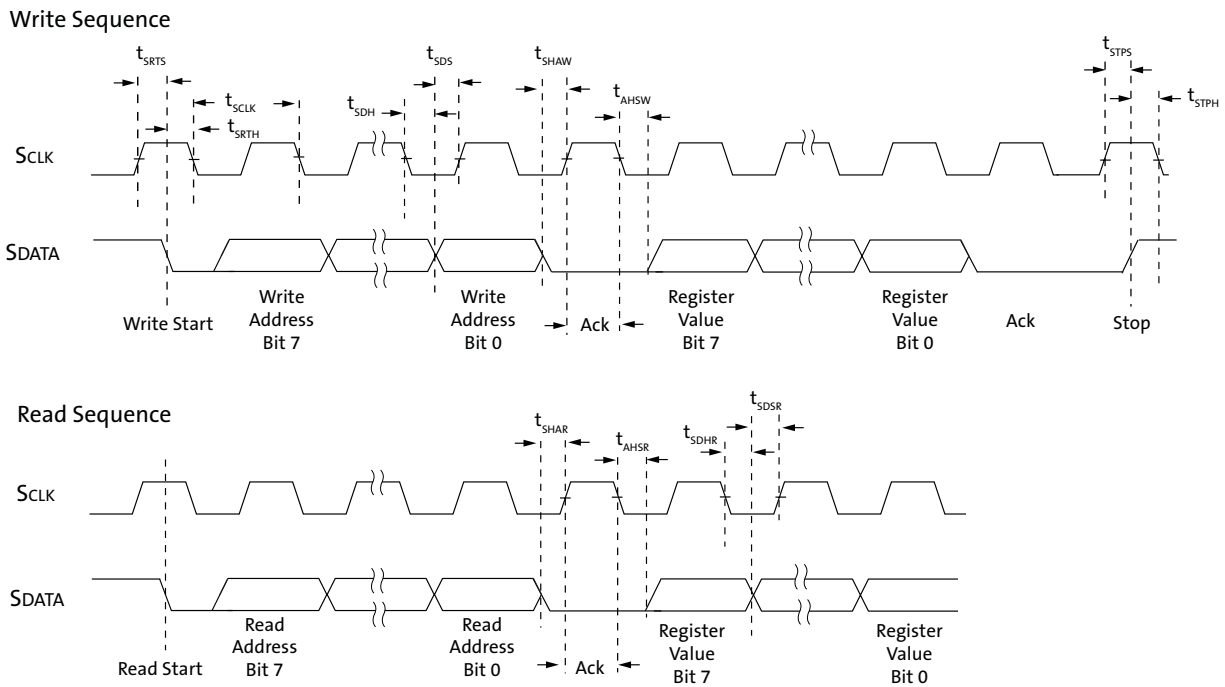 Write Sequence
tSRTS
tSDS
tSHAW
tSTPS
tSCLK
tSDH
tAHSW
tSTPH
tSRTH
SCLK
SDATA
Write Start
Write
Address
Bit 7
Write
Address
Bit 0
Ack
Register
Value
Bit 7
Register
Value
Bit 0
Ack
Stop
Read Sequence
tSHAR
tAHSR
tSDHR
tSDSR
SCLK
SDATA
Read Start
Read
Address
Bit 7
Read
Address
Bit 0
Ack
Register
Value
Bit 7
Register
Value
Bit 0